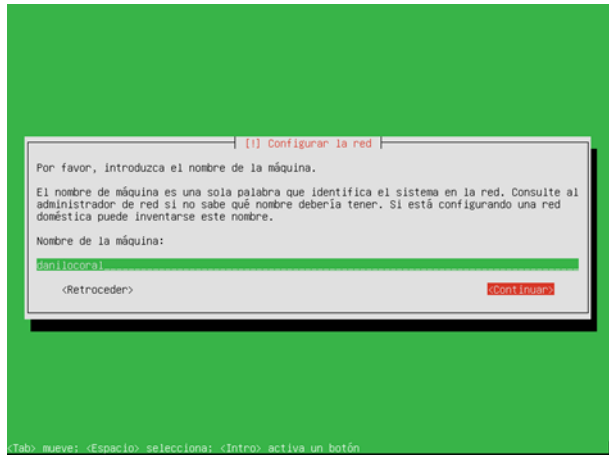 [!] Configurar la red
Por favor, introduzca el nombre de la máquina.
El nombre de máquina es una sola palabra que identifica el sistema en la red. Consulte al
administrador de red si no sabe qué nombre debería tener. Si está configurando una red
doméstica puede inventarse este nombre.
Nombre de la máquina:
danilocoral
<Retroceder> <Continuar>
<Tab> mueve; <Espacio> selecciona; <Intro> activa un botón